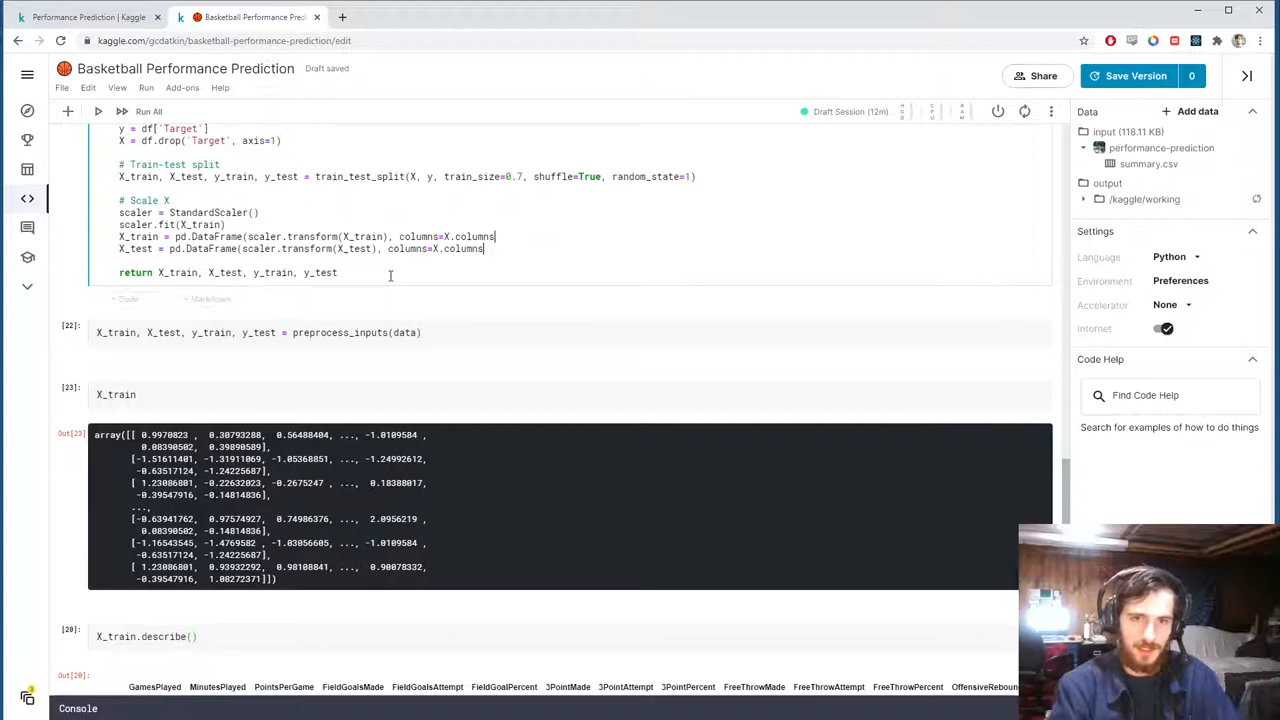 Performance Prediction | Kaggle
Basketball Performance Pred
kaggle.com/gcdatkin/basketball-performance-prediction/edit
Basketball Performance Prediction
Draft saved
Share
Save Version
0
File
Edit
View
Run
Add-ons
Help
Run All
Draft Session (12m)
Data
Add data
input (118.11 KB)
performance-prediction
summary.csv
output
/kaggle/working
Settings
Language
Python
Environment
Preferences
Accelerator
None
Internet
Code Help
Find Code Help
Search for examples of how to do things
y = df['Target']
X = df.drop('Target', axis=1)
# Train-test split
X_train, X_test, y_train, y_test = train_test_split(X, y, train_size=0.7, shuffle=True, random_state=1)
# Scale X
scaler = StandardScaler()
scaler.fit(X_train)
X_train = pd.DataFrame(scaler.transform(X_train), columns=X.columns
X_test = pd.DataFrame(scaler.transform(X_test), columns=X.columns
return X_train, X_test, y_train, y_test
+ Code
+ Markdown
[22]:
X_train, X_test, y_train, y_test = preprocess_inputs(data)
[23]:
X_train
Out[23]
array([[ 0.9970823 , 0.30793288, 0.56488404, ..., -1.0109584 ,
0.08390502, 0.39890589],
[-1.51611401, -1.31911069, -1.05368851, ..., -1.24992612,
-0.63517124, -1.24225687],
[ 1.23086801, -0.22632023, -0.2675247 , ..., 0.18388017,
-0.39547916, -0.14814836],
...,
[-0.63941762, 0.97574927, 0.74986376, ..., 2.0956219 ,
0.08390502, -0.14814836],
[-1.16543545, -1.4769582 , -1.03056605, ..., -1.0109584 ,
-0.63517124, -1.24225687],
[ 1.23086801, 0.93932292, 0.98108841, ..., 0.90078332,
-0.39547916, 1.08272371]])
[20]:
X_train.describe()
Out[20]:
GamesPlayed MinutesPlayed PointsPerGame FieldGoalsMade FieldGoalsAttempt FieldGoalPercent 3PointMade 3PointAttempt 3PointPercent FreeThrowMade FreeThrowAttempt FreeThrowPercent OffensiveReboun
Console